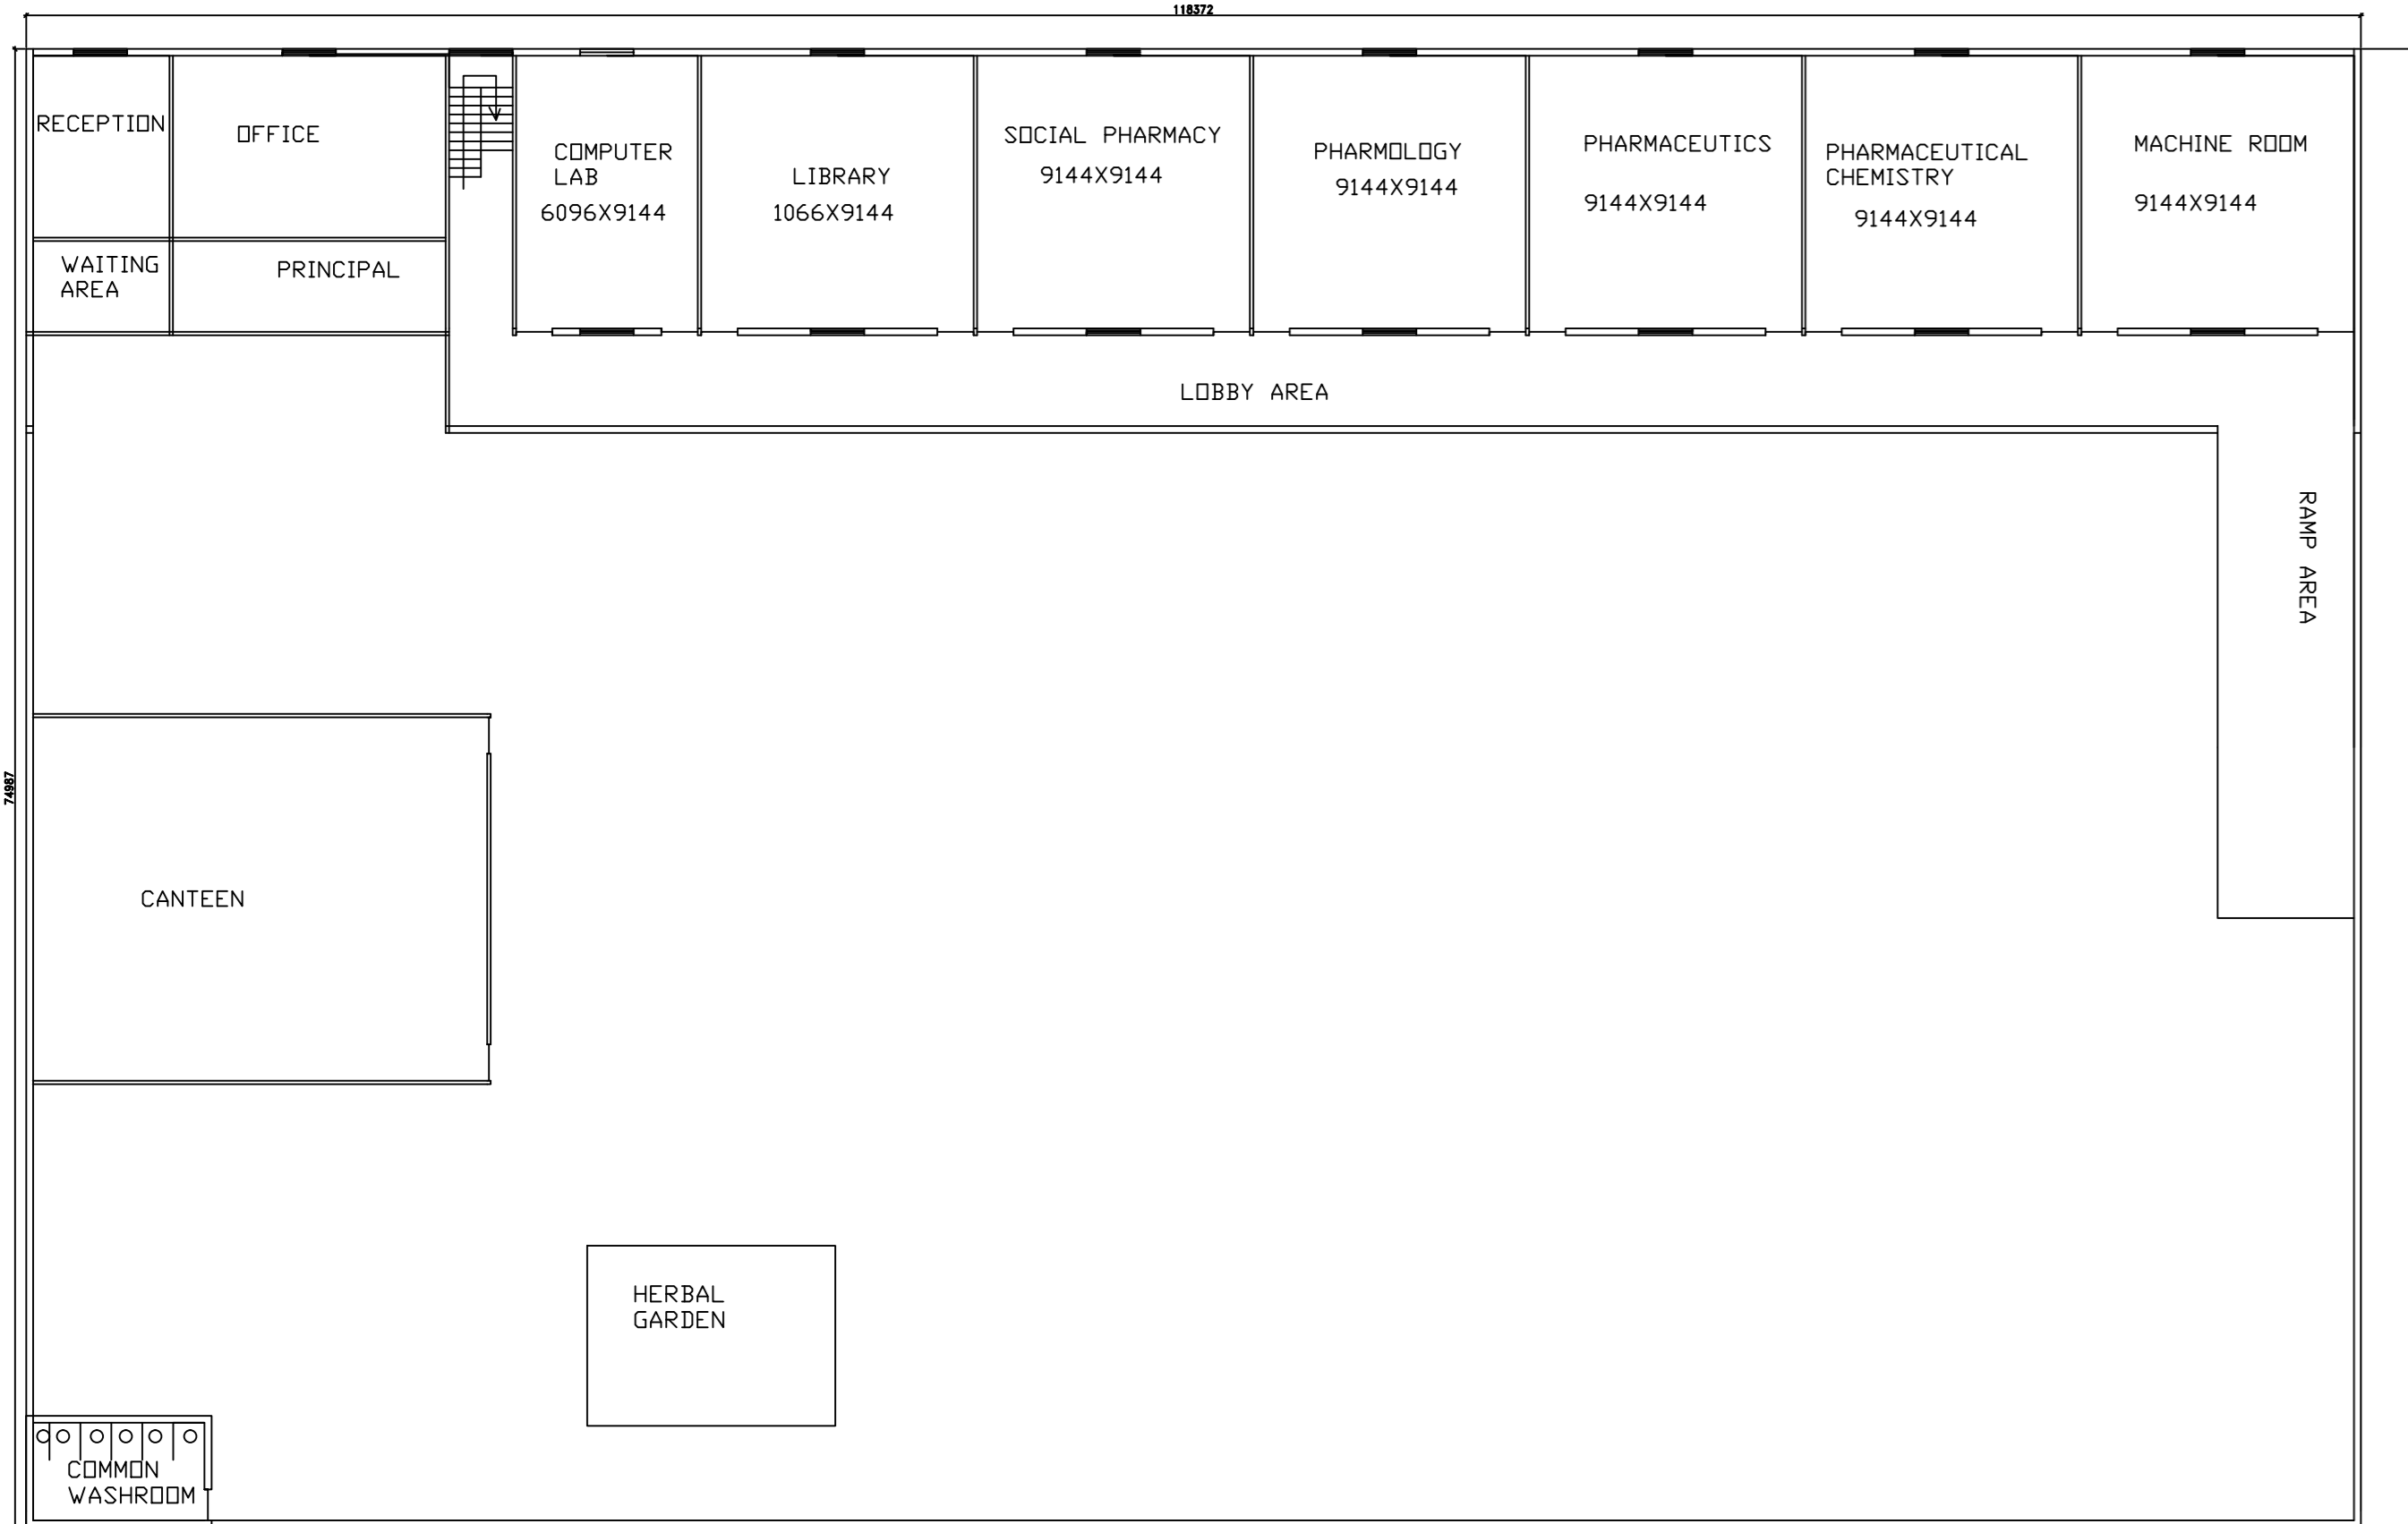 118372
RECEPTION
OFFICE
WAITING
AREA
PRINCIPAL
COMPUTER
LAB
6096X9144
LIBRARY
1066X9144
SOCIAL PHARMACY
9144X9144
PHARMOLOGY
9144X9144
PHARMACEUTICS
9144X9144
PHARMACEUTICAL
CHEMISTRY
9144X9144
MACHINE ROOM
9144X9144
LOBBY AREA
RAMP AREA
74987
CANTEEN
HERBAL
GARDEN
COMMON
WASHROOM